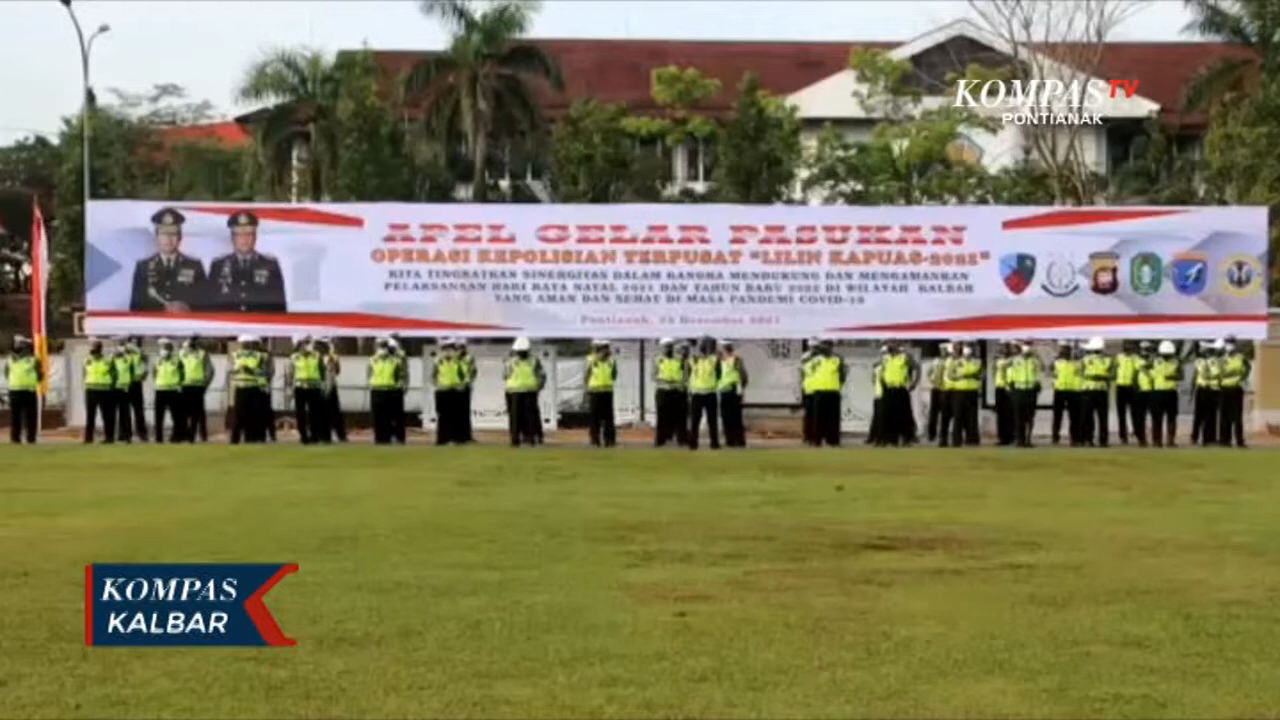 KOMPAS TV
PONTIANAK
APEL GELAR PASUKAN
OPERASI KEPOLISIAN TERPUSAT "LILIN KAPUAS-2021"
KITA TINGKATKAN SINERGITAS DALAM RANGKA MENDUKUNG DAN MENGAMANKAN
PELAKSANAAN HARI RAYA NATAL 2021 DAN TAHUN BARU 2022 DI WILAYAH KALBAR
YANG AMAN DAN SEHAT DI MASA PANDEMI COVID-19
Pontianak, Desember 2021
KOMPAS
KALBAR